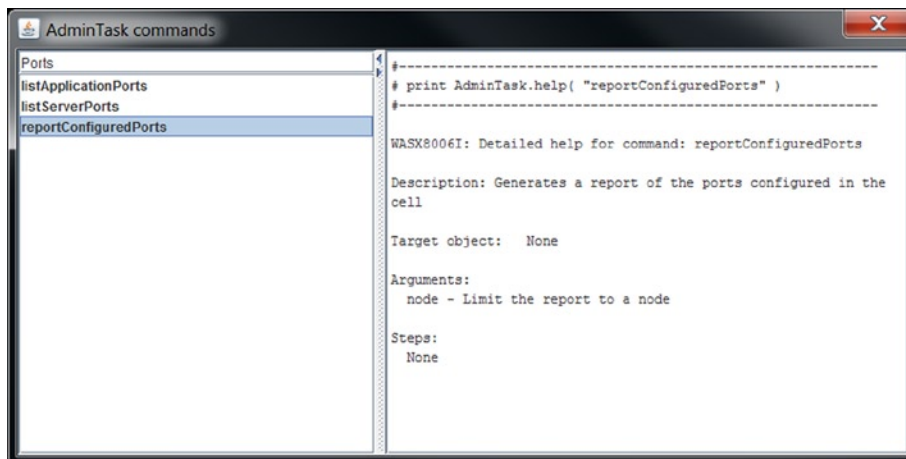 AdminTask commands
Ports
listApplicationPorts
listServerPorts
reportConfiguredPorts
#--------------------------------------------------------------
# print AdminTask.help( "reportConfiguredPorts" )
#--------------------------------------------------------------
WASX8006I: Detailed help for command: reportConfiguredPorts
Description: Generates a report of the ports configured in the
cell
Target object:   None
Arguments:
  node - Limit the report to a node
Steps:
  None